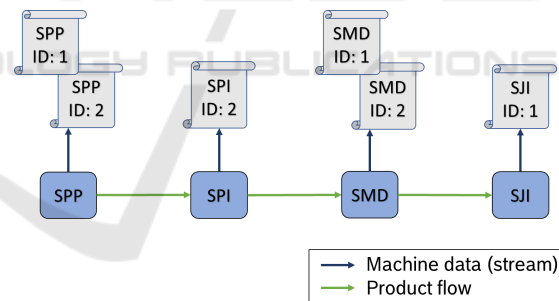 SPP
ID: 1
SMD
ID: 1
SPP
ID: 2
SPI
ID: 2
SMD
ID: 2
SJI
ID: 1
SPP
SPI
SMD
SJI
Machine data (stream)
Product flow